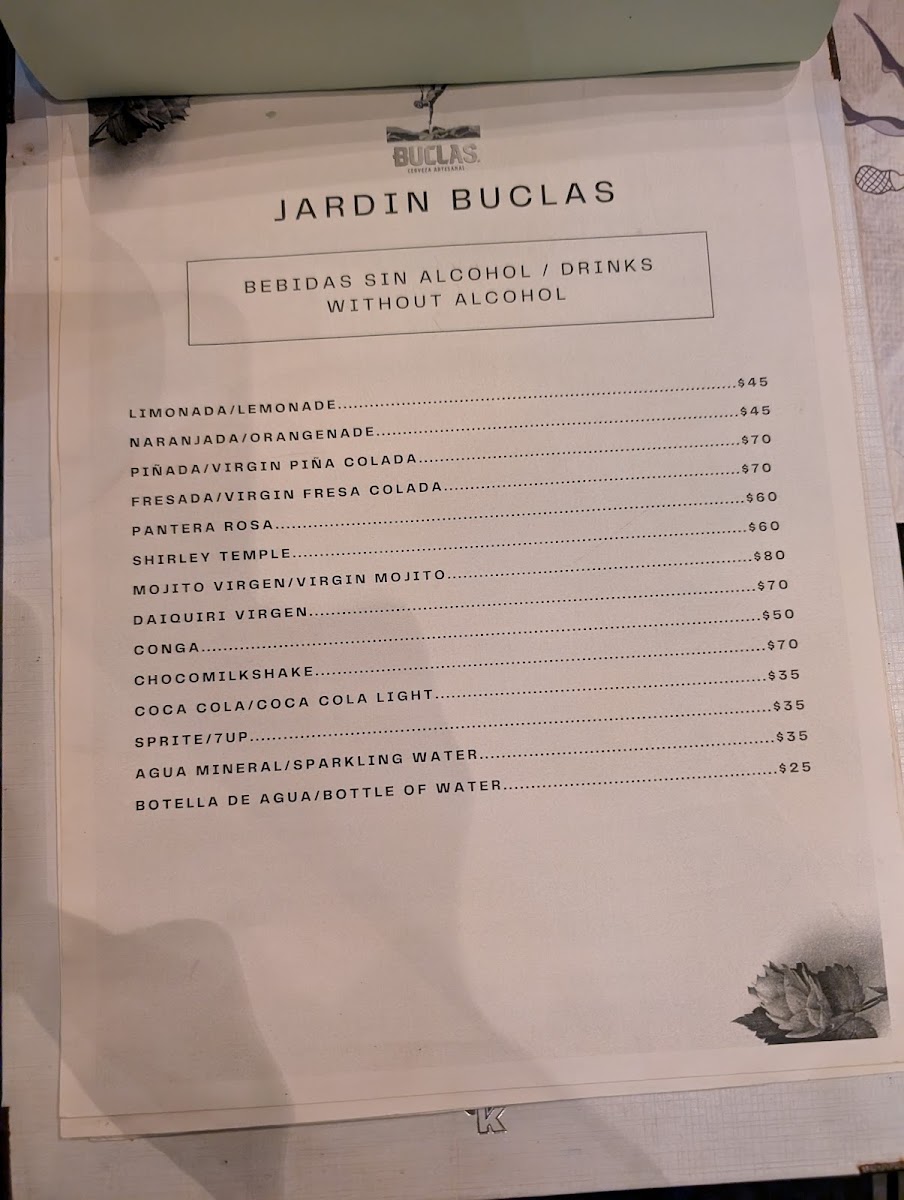 BUCLAS
CERVEZA ARTESANAL
JARDIN BUCLAS
BEBIDAS SIN ALCOHOL / DRINKS
WITHOUT ALCOHOL
LIMONADA/LEMONADE....................$45
NARANJADA/ORANGENADE....................$45
PIÑADA/VIRGIN PIÑA COLADA....................$70
FRESADA/VIRGIN FRESA COLADA....................$70
PANTERA ROSA....................$60
SHIRLEY TEMPLE....................$60
MOJITO VIRGEN/VIRGIN MOJITO....................$80
DAIQUIRI VIRGEN....................$70
CONGA....................$50
CHOCOMILKSHAKE....................$70
COCA COLA/COCA COLA LIGHT....................$35
SPRITE/7UP....................$35
AGUA MINERAL/SPARKLING WATER....................$35
BOTELLA DE AGUA/BOTTLE OF WATER....................$25
K